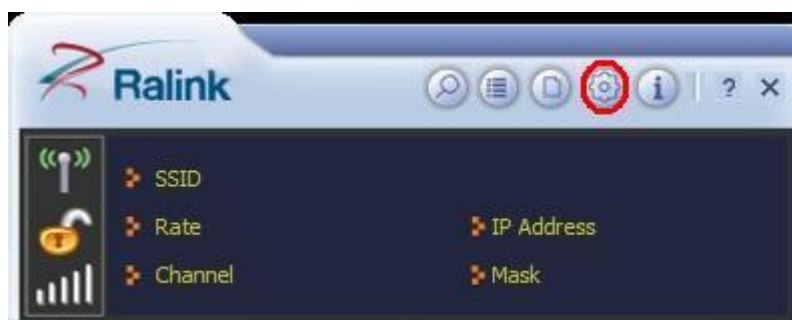 Ralink
? ×
SSID
Rate
IP Address
Channel
Mask